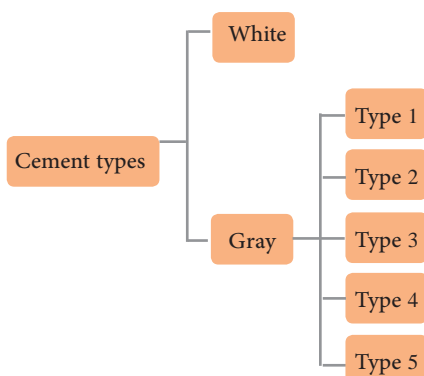 White
Cement types
Gray
Type 1
Type 2
Type 3
Type 4
Type 5